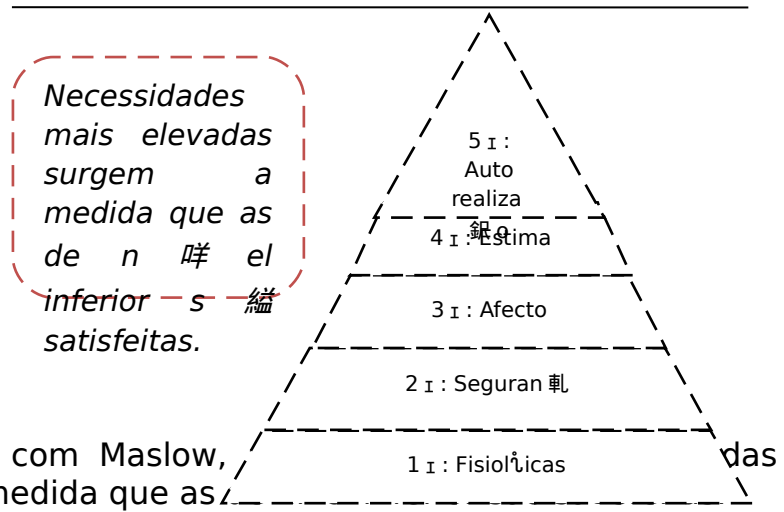 Necessidades
mais elevadas
surgem a
medida que as
de n 咩 el
inferior s 縊
satisfeitas.
5 ɪ :
Auto
realiza
鈬 o
4 ɪ : Estima
3 ɪ : Afecto
2 ɪ : Seguran 軋
1 ɪ : Fisiol icas
com Maslow, das
medida que as